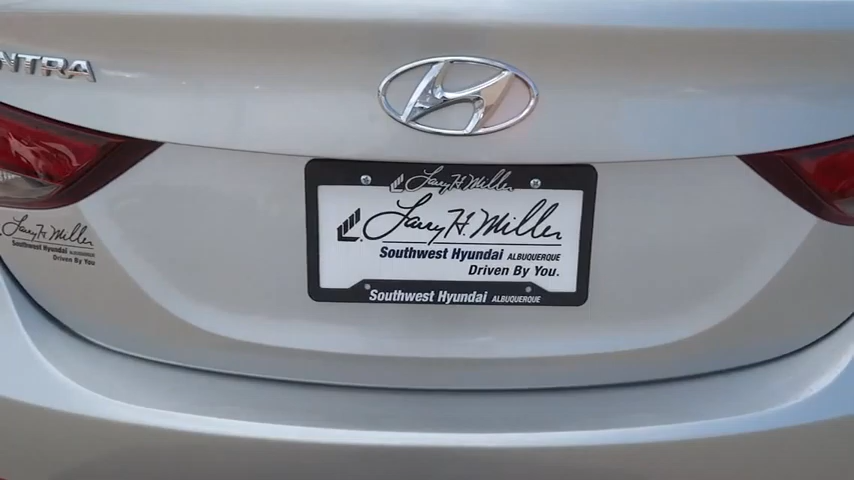 NTRA
Larry H. Miller
Larry H. Miller
Southwest Hyundai ALBUQUERQUE
Driven By You.
Southwest Hyundai ALBUQUERQUE
Larry H. Miller
Southwest Hyundai ALBUQUERQUE
Driven By You.